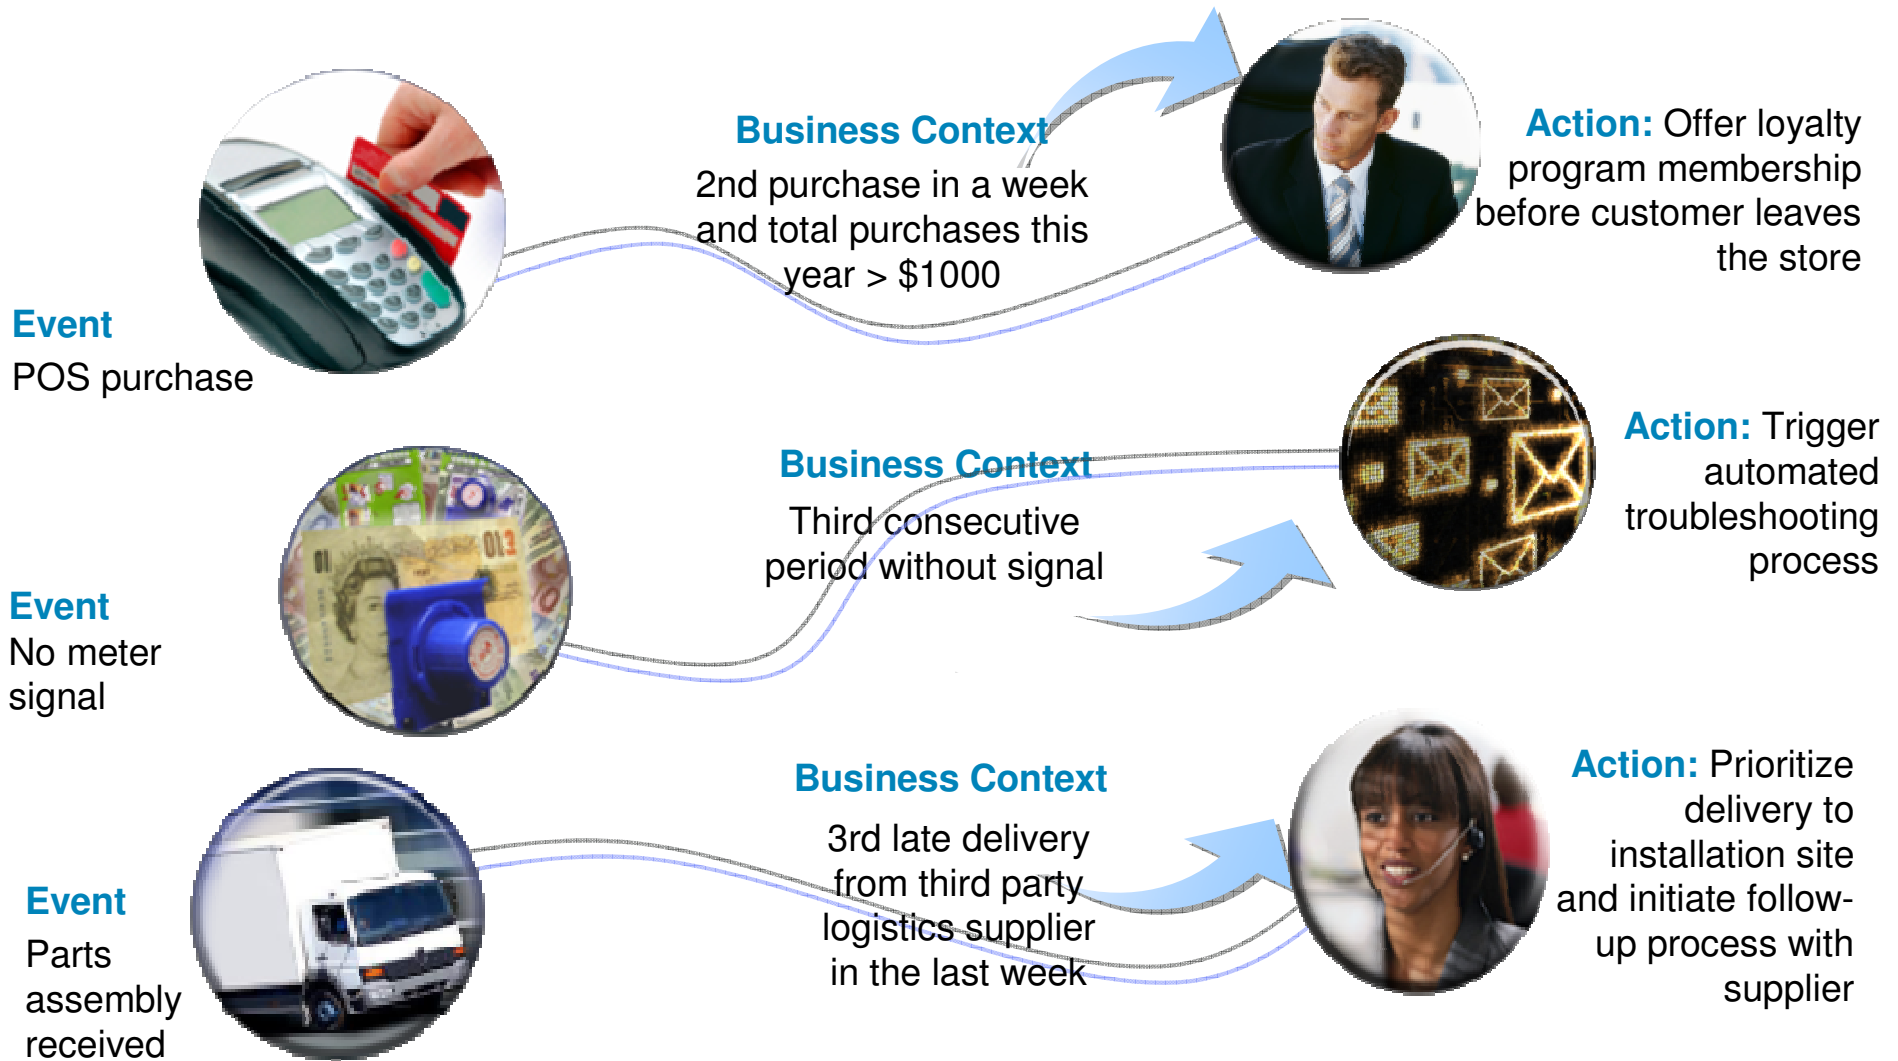 Event
POS purchase
Business Context
2nd purchase in a week
and total purchases this
year > $1000
Action: Offer loyalty
program membership
before customer leaves
the store
Event
No meter
signal
Business Context
Third consecutive
period without signal
Action: Trigger
automated
troubleshooting
process
Event
Parts
assembly
received
Business Context
3rd late delivery
from third party
logistics supplier
in the last week
Action: Prioritize
delivery to
installation site
and initiate follow-
up process with
supplier